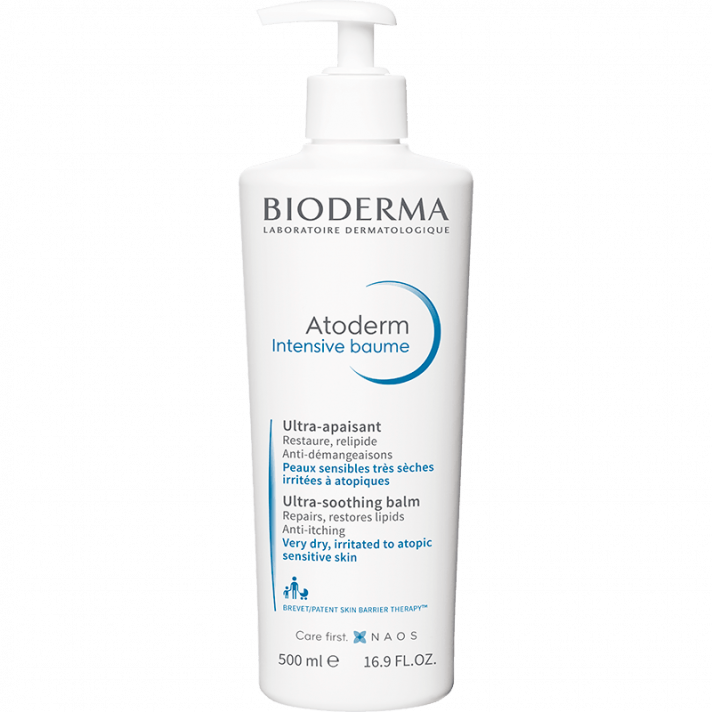 BIODERMA
LABORATOIRE DERMATOLOGIQUE
Atoderm
Intensive baume
Ultra-apaisant
Restaure, relipide
Anti-démangeaisons
Peaux sensibles très sèches
irritées à atopiques
Ultra-soothing balm
Repairs, restores lipids
Anti-itching
Very dry, irritated to atopic
sensitive skin
BREVET/PATENT SKIN BARRIER THERAPY™
Care first. NAOS
500 ml ℮ 16.9 FL.OZ.